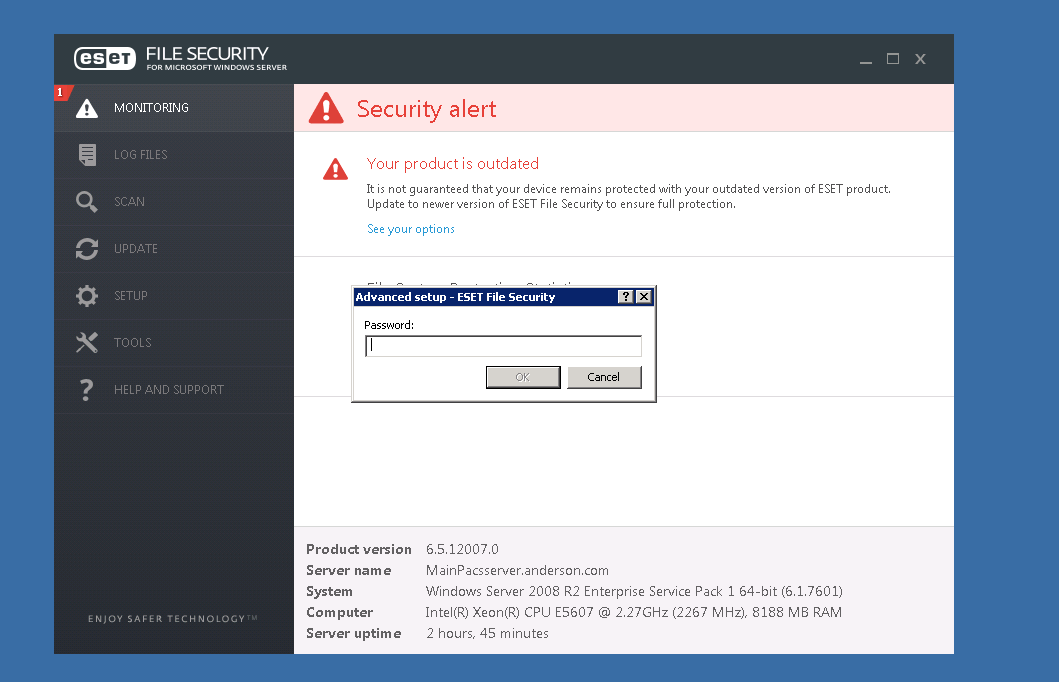 eset FILE SECURITY
FOR MICROSOFT WINDOWS SERVER
1
MONITORING
LOG FILES
SCAN
UPDATE
SETUP
TOOLS
HELP AND SUPPORT
ENJOY SAFER TECHNOLOGY™
Security alert
Your product is outdated
It is not guaranteed that your device remains protected with your outdated version of ESET product.
Update to newer version of ESET File Security to ensure full protection.
See your options
Advanced setup - ESET File Security
Password:
OK Cancel
Product version 6.5.12007.0
Server name MainPacsserver.anderson.com
System Windows Server 2008 R2 Enterprise Service Pack 1 64-bit (6.1.7601)
Computer Intel(R) Xeon(R) CPU E5607 @ 2.27GHz (2267 MHz), 8188 MB RAM
Server uptime 2 hours, 45 minutes